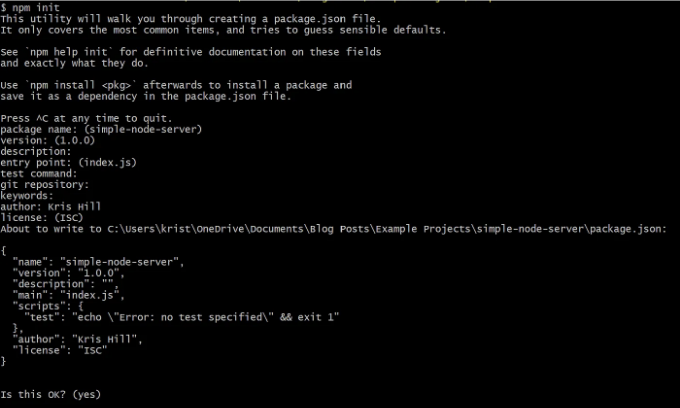 $ npm init
This utility will walk you through creating a package.json file.
It only covers the most common items, and tries to guess sensible defaults.
See `npm help init` for definitive documentation on these fields
and exactly what they do.
Use `npm install <pkg>` afterwards to install a package and
save it as a dependency in the package.json file.
Press ^C at any time to quit.
package name: (simple-node-server)
version: (1.0.0)
description:
entry point: (index.js)
test command:
git repository:
keywords:
author: Kris Hill
license: (ISC)
About to write to C:\Users\krist\OneDrive\Documents\Blog Posts\Example Projects\simple-node-server\package.json:
{
  "name": "simple-node-server",
  "version": "1.0.0",
  "description": "",
  "main": "index.js",
  "scripts": {
    "test": "echo \"Error: no test specified\" && exit 1"
  },
  "author": "Kris Hill",
  "license": "ISC"
}
Is this OK? (yes)